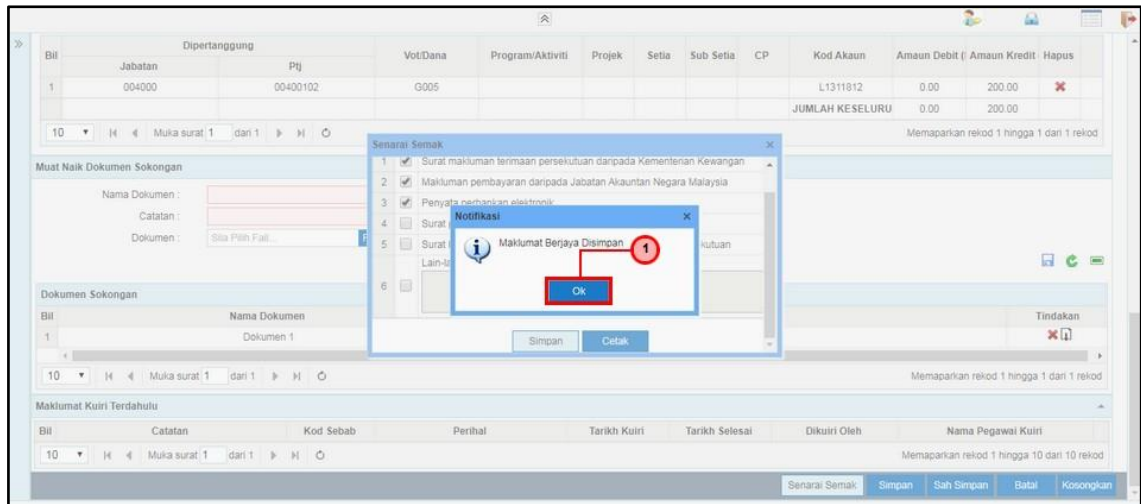 Bil Dipertanggung Vot/Dana Program/Aktiviti Projek Setia Sub Setia CP Kod Akaun Amaun Debit ( Amaun Kredit Hapus
Jabatan Ptj
1 004000 00400102 G005 L1311812 0.00 200.00
JUMLAH KESELURU 0.00 200.00
10 Muka surat 1 dari 1 Memaparkan rekod 1 hingga 1 dari 1 rekod
Senarai Semak
1 Surat makluman terimaan persekutuan daripada Kementerian Kewangan
2 Makluman pembayaran daripada Jabatan Akauntan Negara Malaysia
3 Penyata perbankan elektronik
4 Surat
5 Surat kutuan
6
Notifikasi
Maklumat Berjaya Disimpan
1
Ok
Simpan Cetak
Muat Naik Dokumen Sokongan
Nama Dokumen :
Catatan :
Dokumen : Sila Pilih Fail...
Dokumen Sokongan
Bil Nama Dokumen Tindakan
1 Dokumen 1
10 Muka surat 1 dari 1 Memaparkan rekod 1 hingga 1 dari 1 rekod
Maklumat Kuiri Terdahulu
Bil Catatan Kod Sebab Perihal Tarikh Kuiri Tarikh Selesai Dikuiri Oleh Nama Pegawai Kuiri
10 Muka surat 1 dari 1 Memaparkan rekod 1 hingga 10 dari 10 rekod
Senarai Semak Simpan Sah Simpan Batal Kosongkan